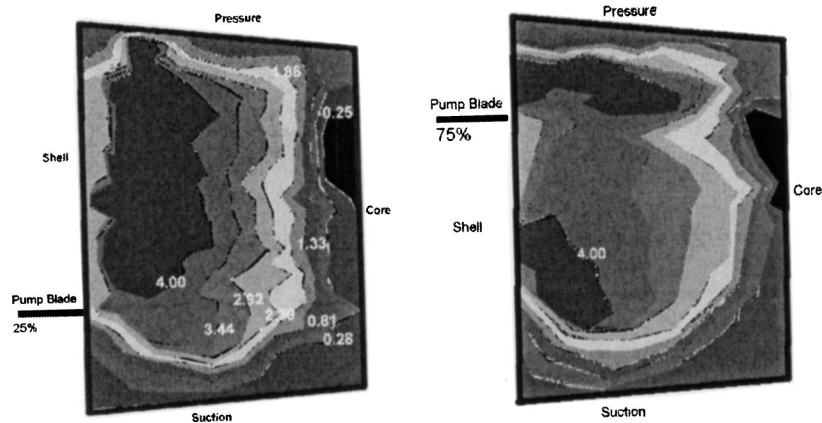 Pressure
1.86
-0.25
Shell
Core
1.33
4.00
2.92
Pump Blade
2.39
25%
3.44
0.81
0.28
Suction
Pressure
Pump Blade
75%
Core
Shell
4.00
Suction